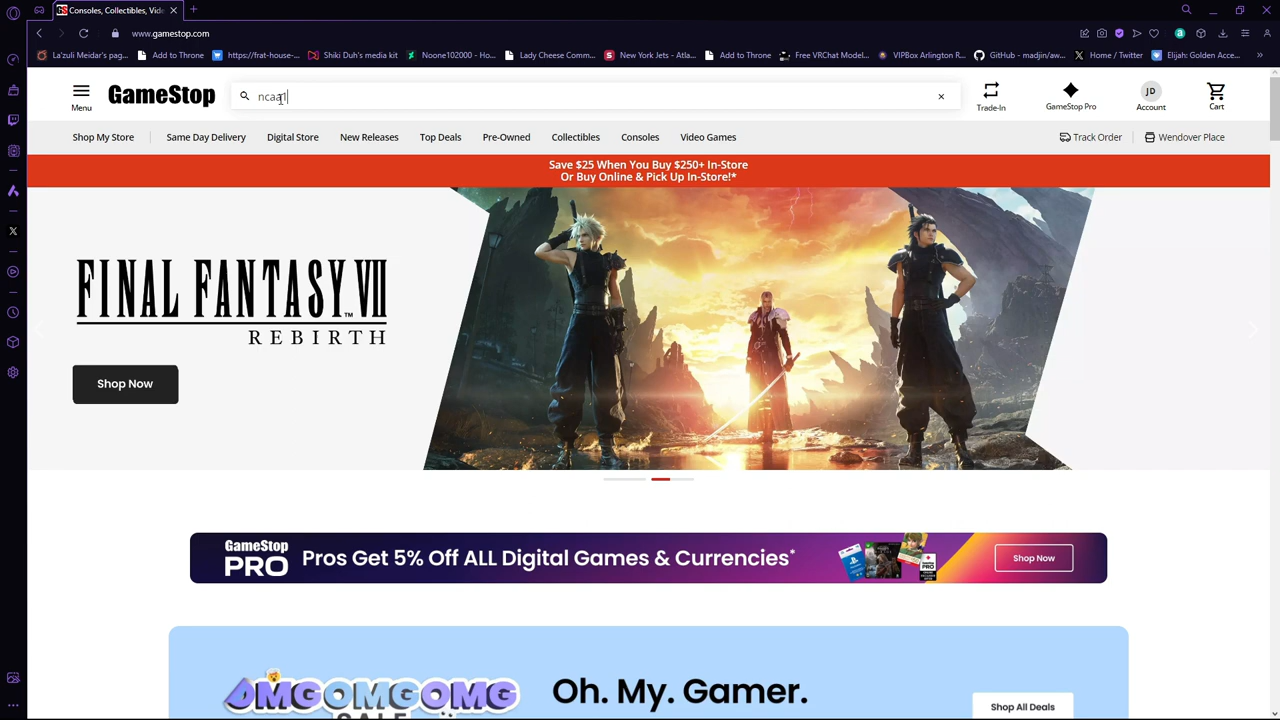 Consoles, Collectibles, Vide
www.gamestop.com
La'zuli Meidar's pag...
Add to Throne
https://frat-house-...
Shiki Duh's media kit
Noone102000 - Ho...
Lady Cheese Comm...
New York Jets - Atla...
Add to Throne
Free VRChat Model...
VIPBox Arlington R...
GitHub - madjin/aw...
Home / Twitter
Elijah: Golden Acce...
Menu
GameStop
Trade-In
GameStop Pro
JD
Account
Cart
Shop My Store
Same Day Delivery
Digital Store
New Releases
Top Deals
Pre-Owned
Collectibles
Consoles
Video Games
Track Order
Wendover Place
Save $25 When You Buy $250+ In-Store
Or Buy Online & Pick Up In-Store!*
FINAL FANTASY VII
REBIRTH
Shop Now
GameStop
PRO
Pros Get 5% Off ALL Digital Games & Currencies*
Shop Now
OMGOMGOMG
SALE
Oh. My. Gamer.
Shop All Deals